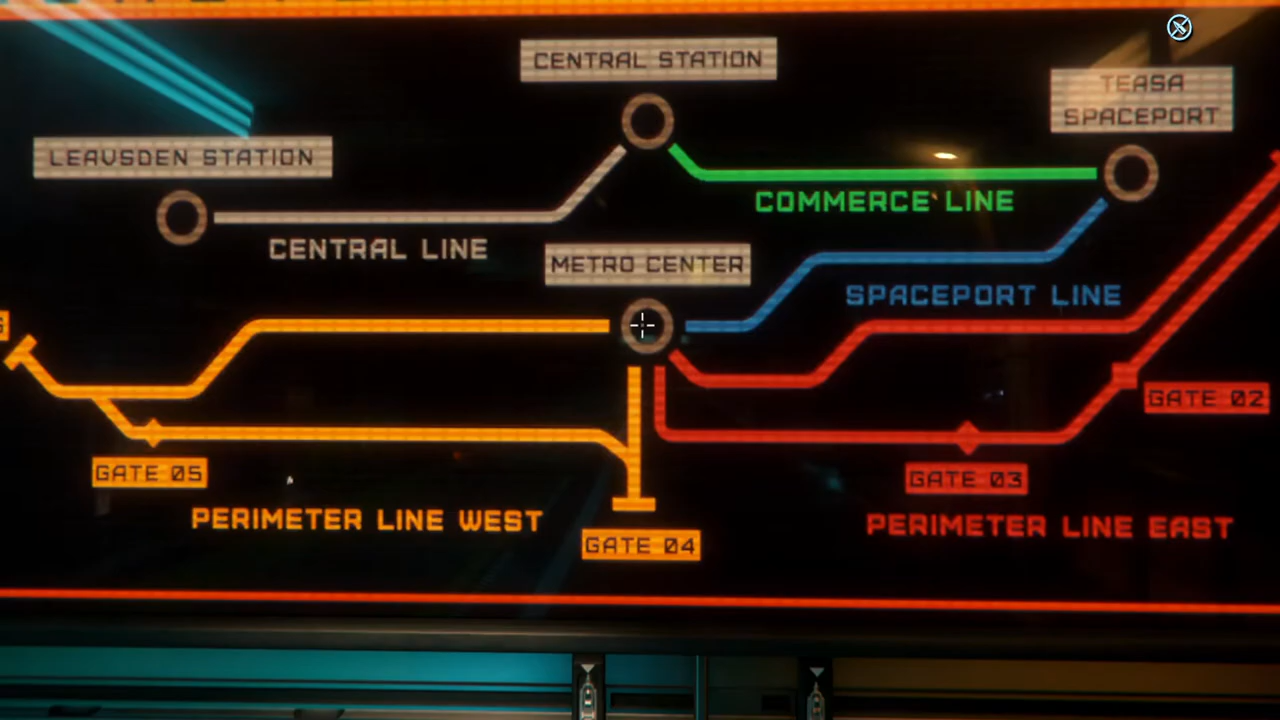 CENTRAL STATION
TEASA
SPACEPORT
LEAVSDEN STATION
COMMERCE LINE
CENTRAL LINE
METRO CENTER
SPACEPORT LINE
GATE 02
GATE 05
GATE 03
PERIMETER LINE WEST
PERIMETER LINE EAST
GATE 04